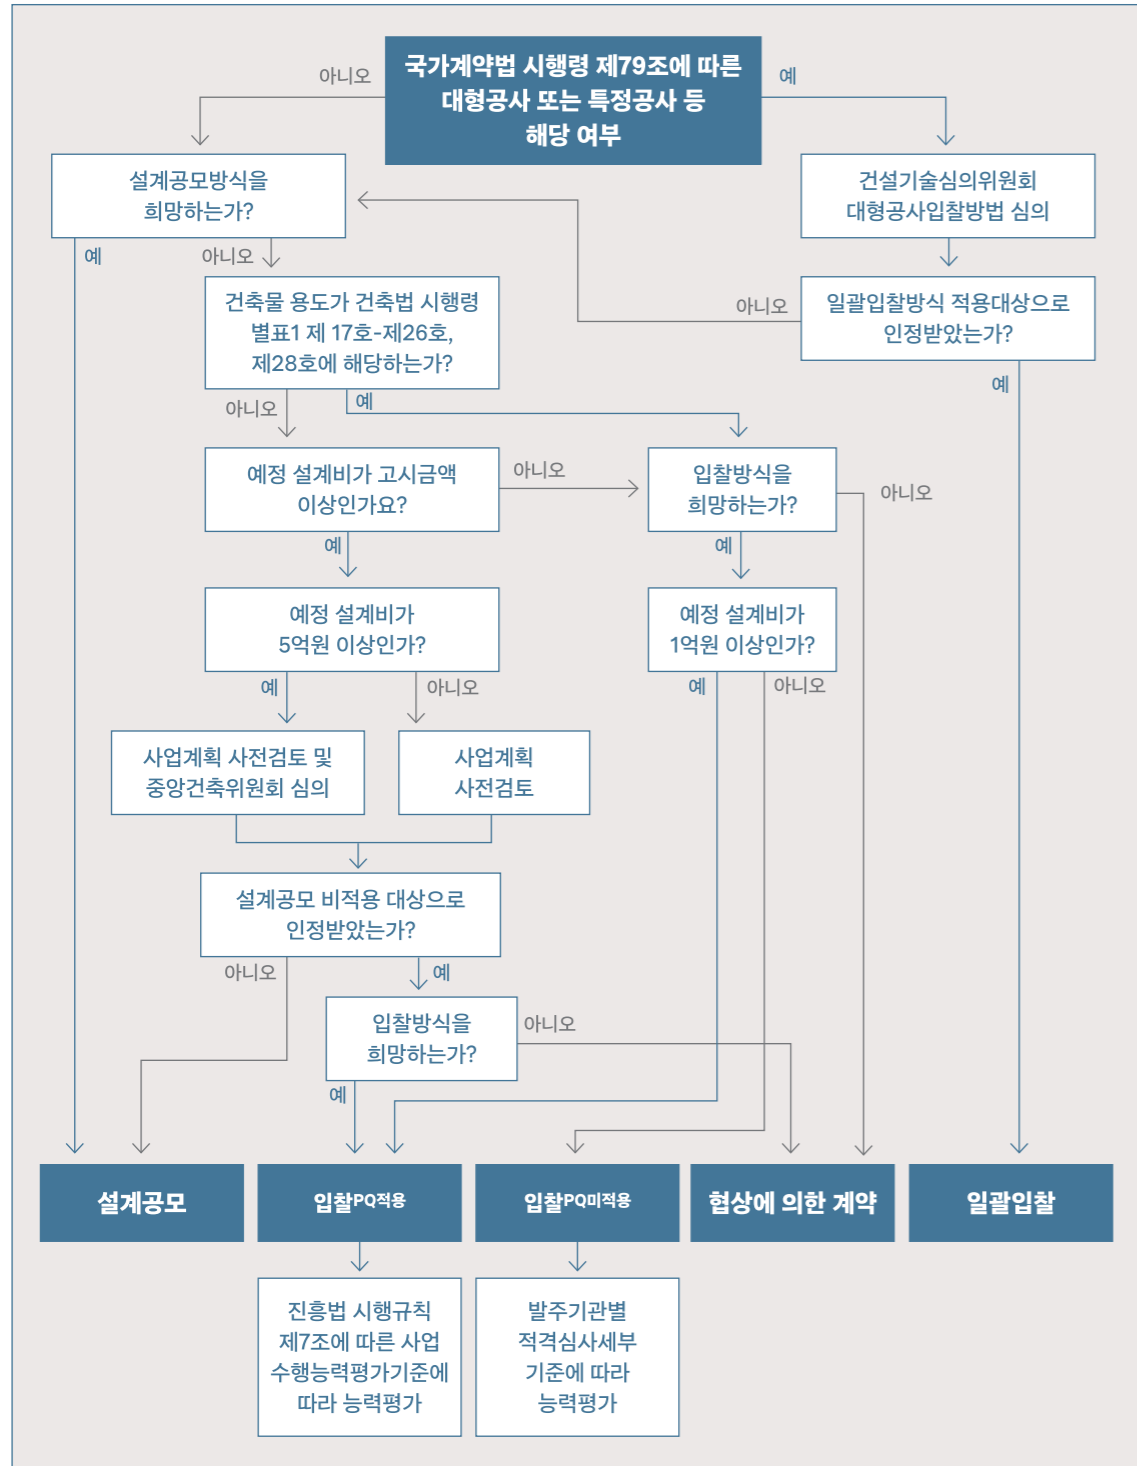 국가계약법 시행령 제79조에 따른
대형공사 또는 특정공사 등
해당 여부
아니오
예
설계공모방식을
희망하는가?
건설기술심의위원회
대형공사입찰방법 심의
예
아니오
건축물 용도가 건축법 시행령
별표1 제 17호-제26호,
제28호에 해당하는가?
아니오
일괄입찰방식 적용대상으로
인정받았는가?
예
아니오
예
예정 설계비가 고시금액
이상인가요?
아니오
입찰방식을
희망하는가?
아니오
예
예
예정 설계비가
5억원 이상인가?
예정 설계비가
1억원 이상인가?
예
아니오
예
아니오
사업계획 사전검토 및
중앙건축위원회 심의
사업계획
사전검토
설계공모 비적용 대상으로
인정받았는가?
아니오
예
입찰방식을
희망하는가?
아니오
예
설계공모
입찰PQ적용
입찰PQ미적용
협상에 의한 계약
일괄입찰
진흥법 시행규칙
제7조에 따른 사업
수행능력평가기준에
따라 능력평가
발주기관별
적격심사세부
기준에 따라
능력평가